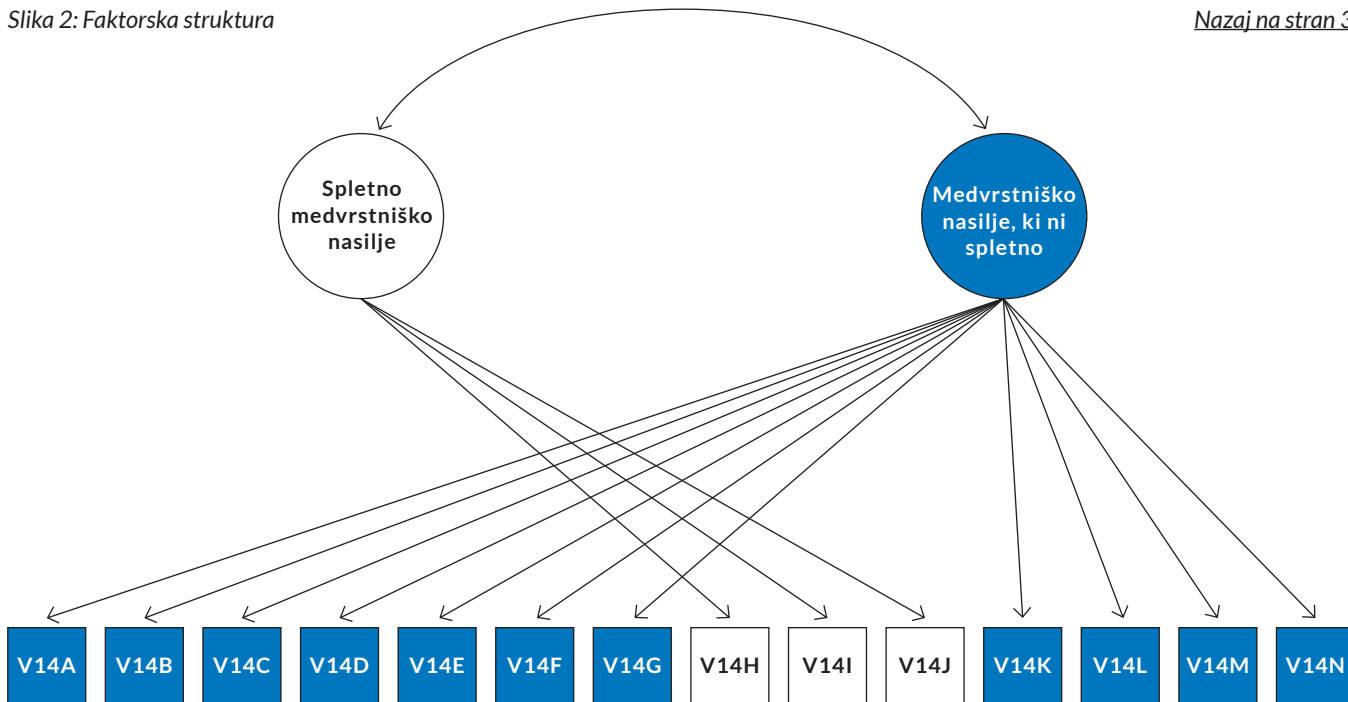 Slika 2: Faktorska struktura
Nazaj na stran 3
Spletno
medvrstniško
nasilje
Medvrstniško
nasilje, ki ni
spletno
V14A
V14B
V14C
V14D
V14E
V14F
V14G
V14H
V14I
V14J
V14K
V14L
V14M
V14N